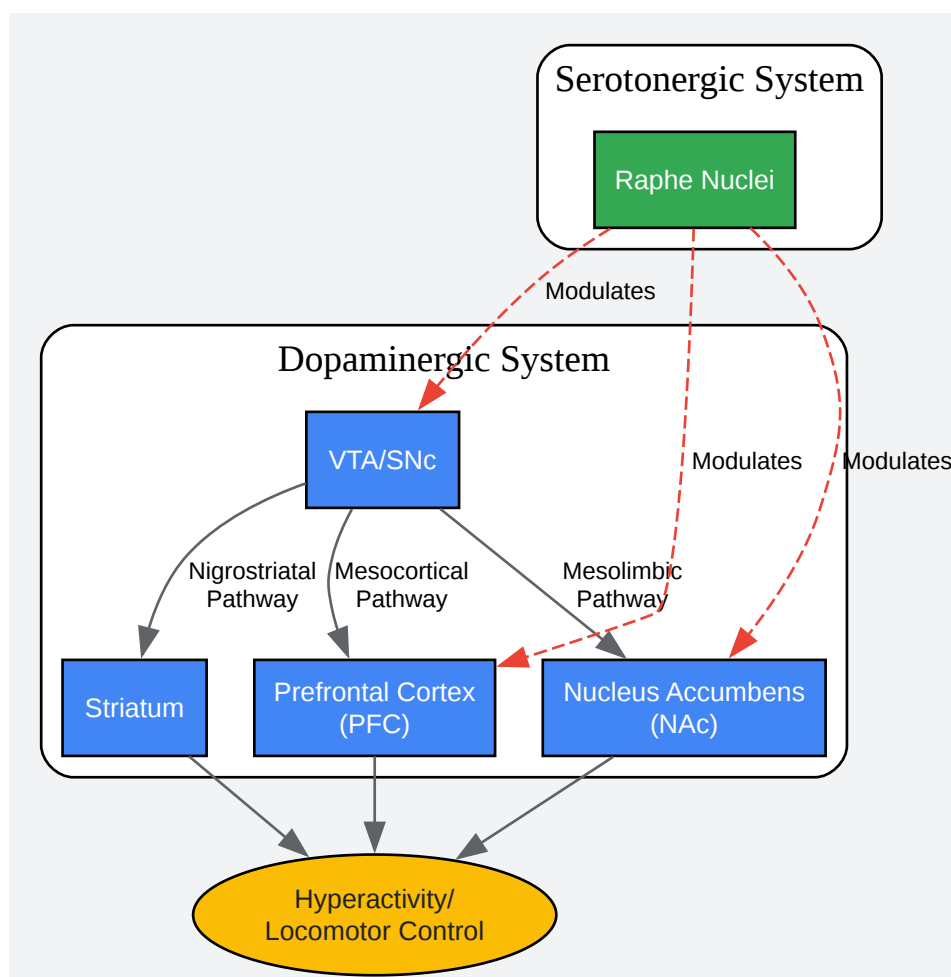 Serotonergic System
Raphe Nuclei
Modulates
Dopaminergic System
VTA/SNc
Modulates
Modulates
Nigrostriatal
Pathway
Mesocortical
Pathway
Mesolimbic
Pathway
Striatum
Prefrontal Cortex
(PFC)
Nucleus Accumbens
(NAc)
Hyperactivity/
Locomotor Control